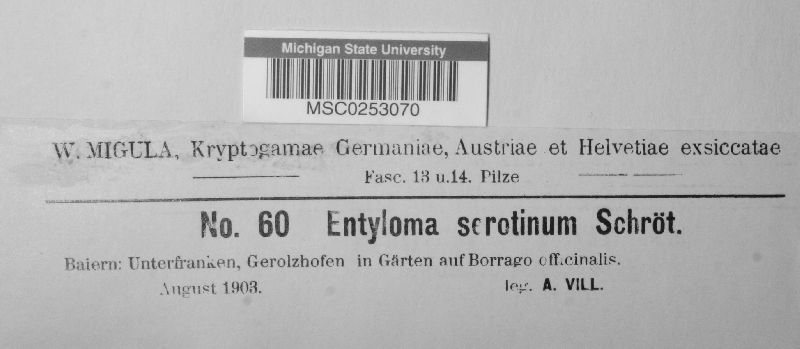 Michigan State University
MSC0253070
W. MIGULA, Kryptogamae Germaniae, Austriae et Helvetiae exsiccatae
Fasc. 13 u.14. Pilze
No. 60 Entyloma serotinum Schröt.
Baiern: Unterfranken, Gerolzhofen in Gärten auf Borrago officinalis.
August 1903.
leg. A. VILL.